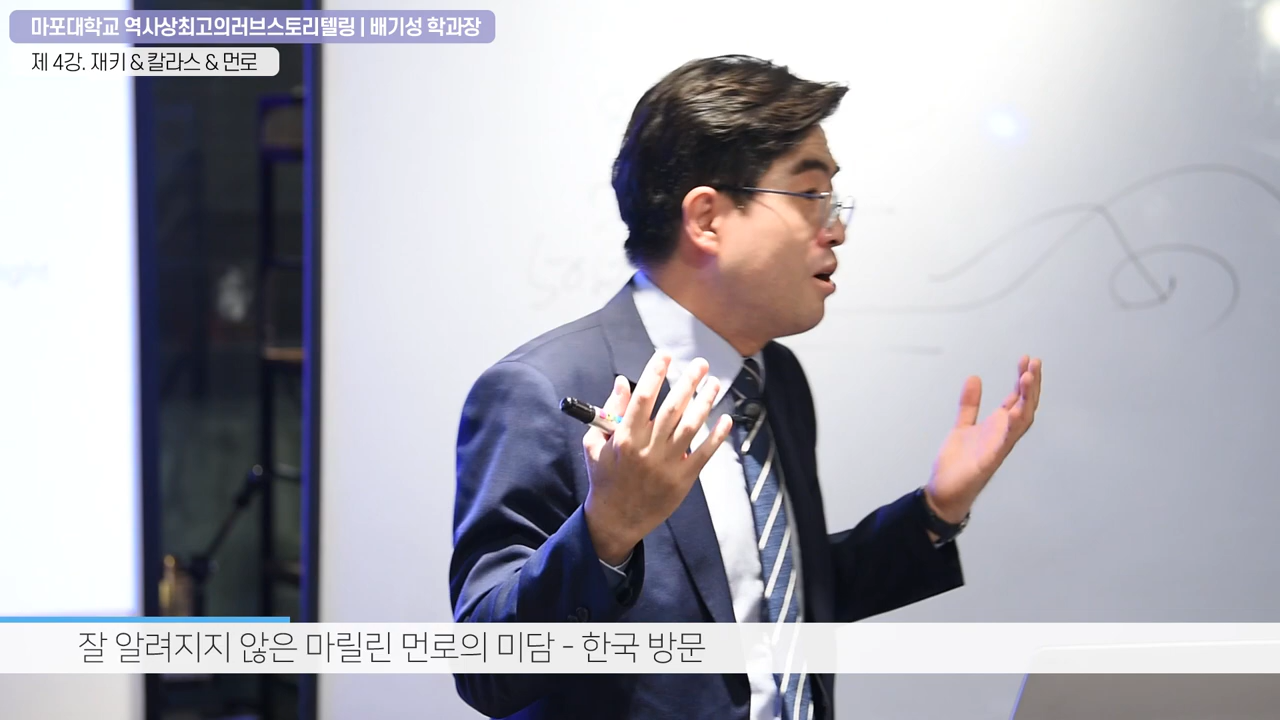 마포대학교 역사상최고의러브스토리텔링 | 배기성 학과장
제 4강. 재키 & 칼라스 & 먼로
잘 알려지지 않은 마릴린 먼로의 미담 - 한국 방문